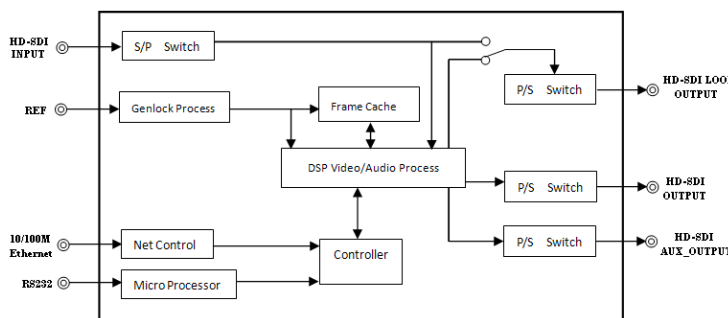 HD-SDI
INPUT
S/P Switch
REF
Genlock Process
Frame Cache
P/S Switch
HD-SDI LOOP
OUTPUT
DSP Video/Audio Process
P/S Switch
HD-SDI
OUTPUT
10/100M
Ethernet
Net Control
Controller
P/S Switch
HD-SDI
AUX_OUTPUT
RS232
Micro Processor